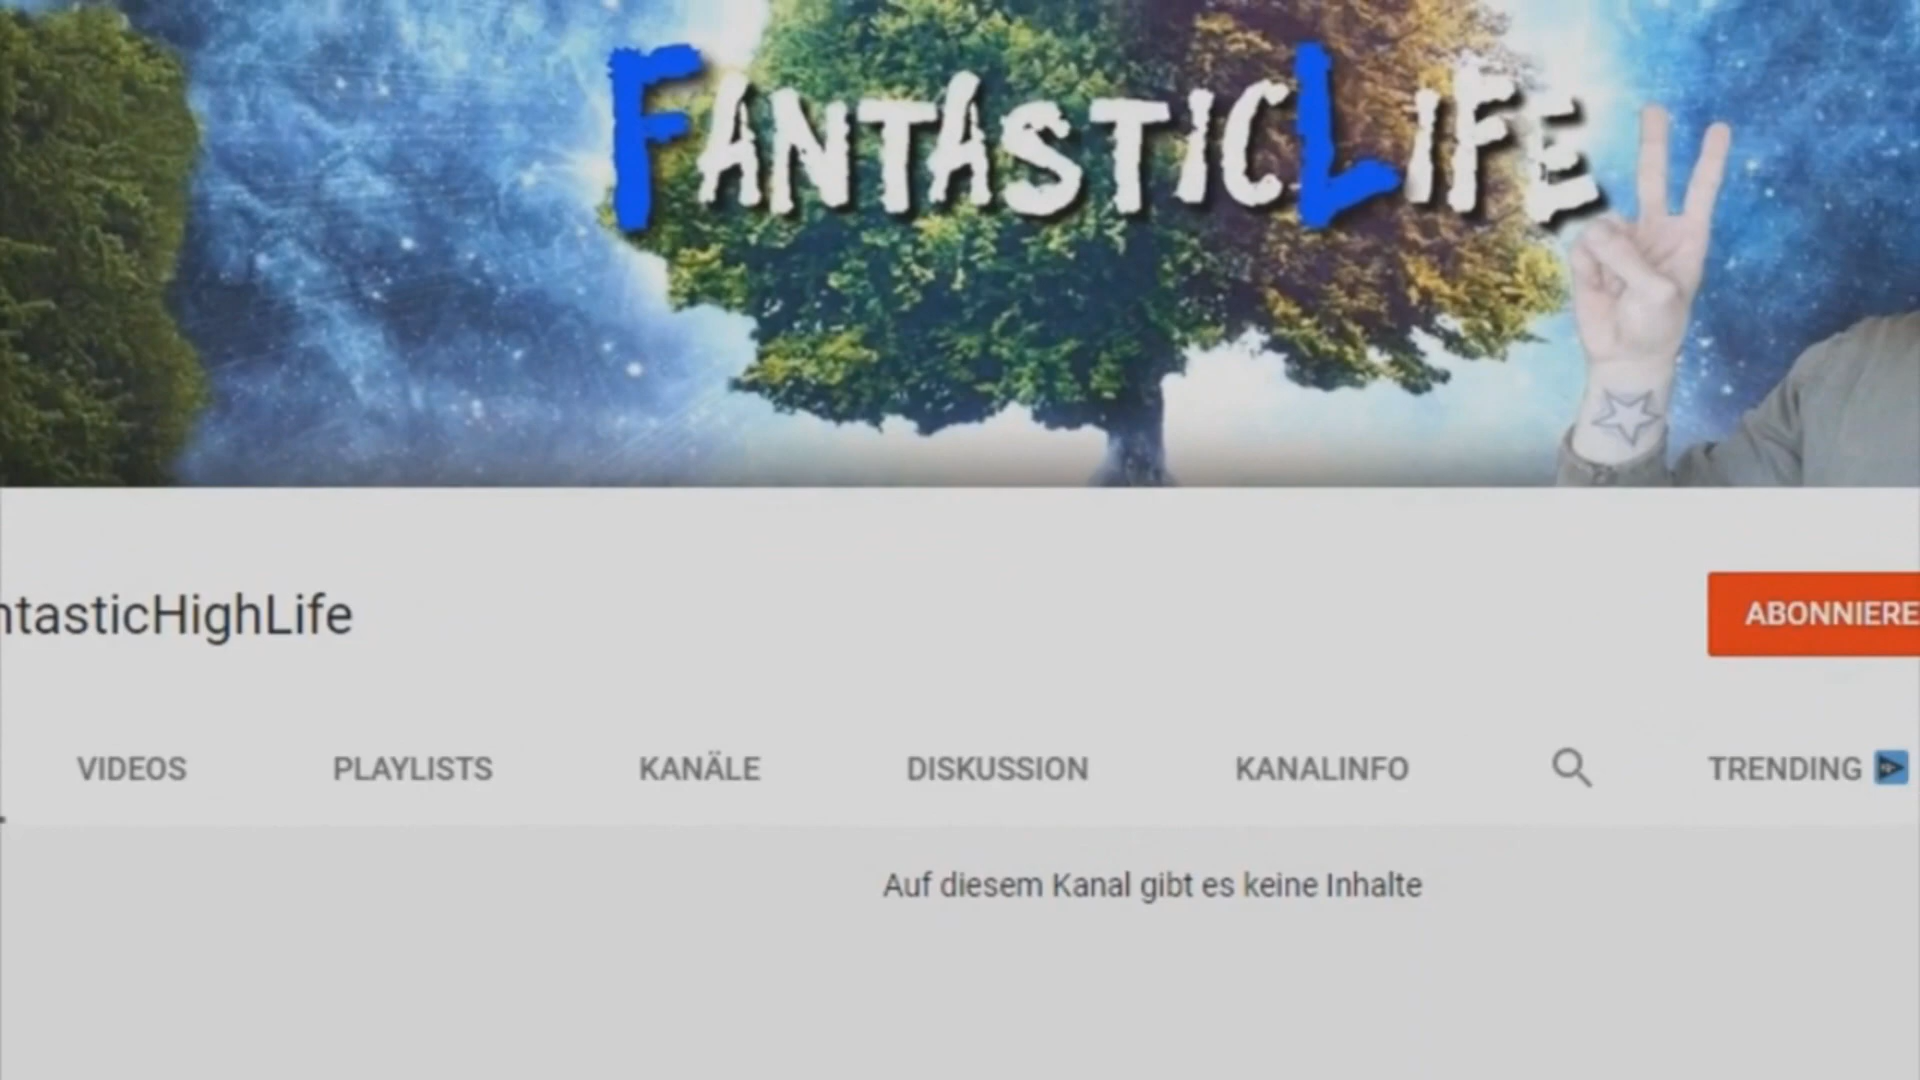 FANTASTICLIFE
ntasticHighLife
ABONNIERE
VIDEOS PLAYLISTS KANÄLE DISKUSSION KANALINFO TRENDING
Auf diesem Kanal gibt es keine Inhalte